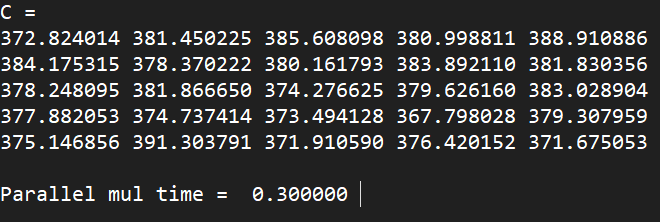 C =
372.824014 381.450225 385.608098 380.998811 388.910886
384.175315 378.370222 380.161793 383.892110 381.830356
378.248095 381.866650 374.276625 379.626160 383.028904
377.882053 374.737414 373.494128 367.798028 379.307959
375.146856 391.303791 371.910590 376.420152 371.675053
Parallel mul time =  0.300000